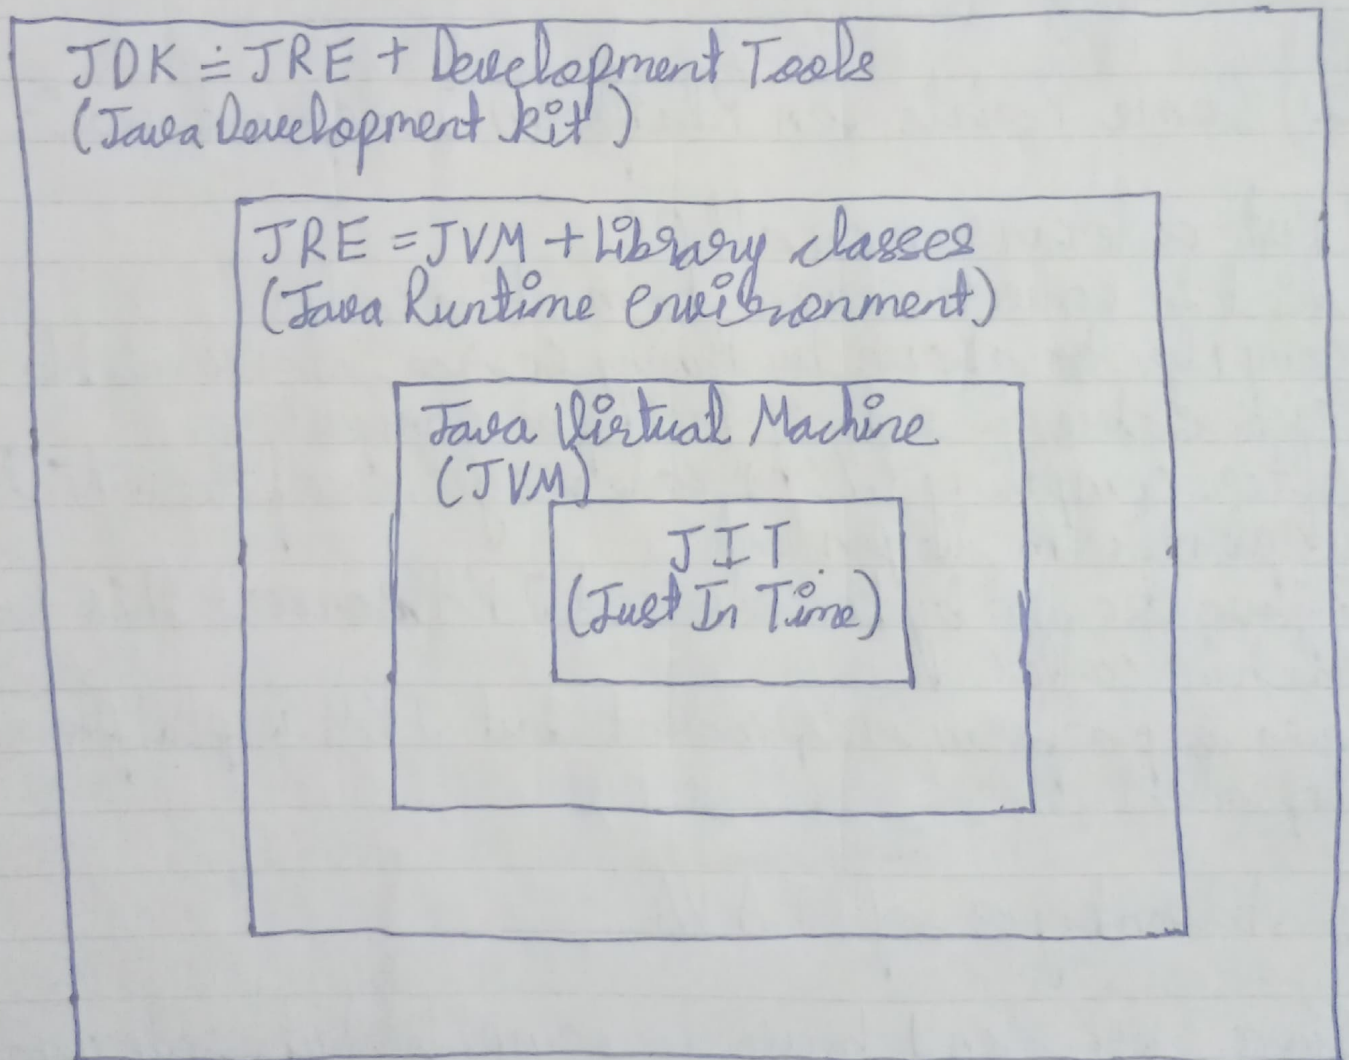 JDK = JRE + Development Tools
(Java Development kit)
JRE = JVM + Library classes
(Java Runtime Environment)
Java Virtual Machine
(JVM)
JIT
(Just In Time)